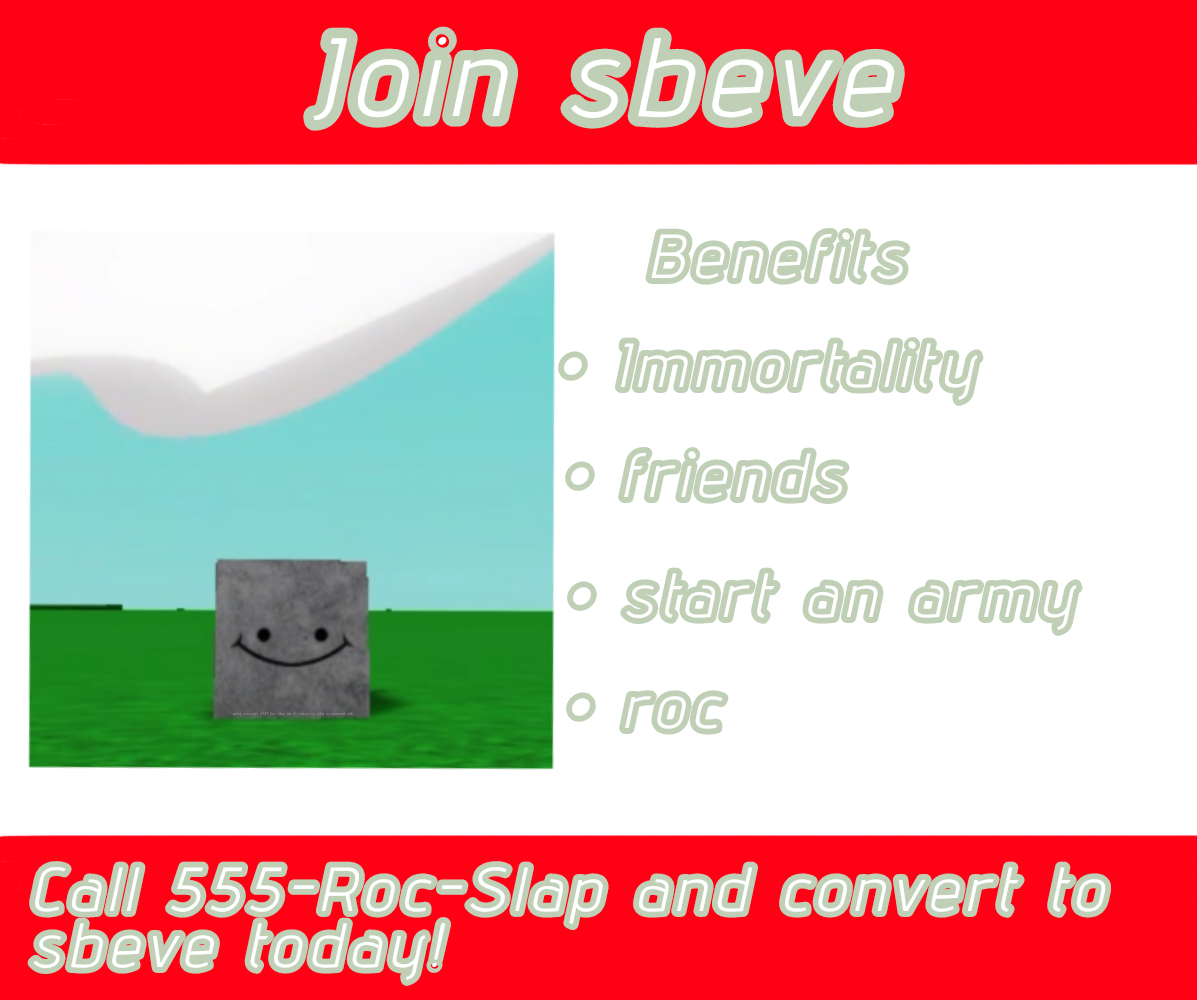 Join sbeve
Benefits
Immortality
friends
start an army
roc
Call 555-Roc-Slap and convert to
sbeve today!